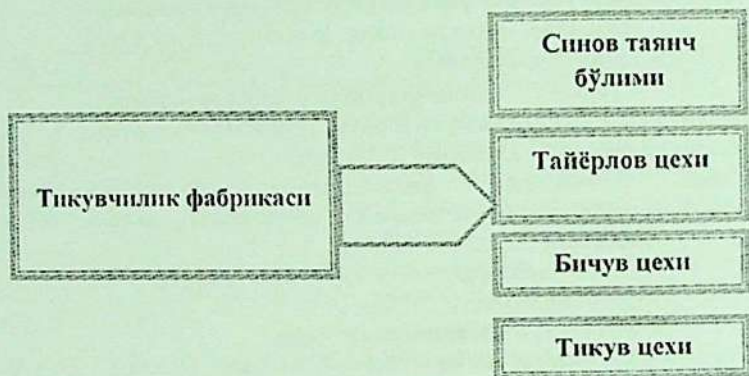 Тикувчилик фабрикаси
Синов таянч
бўлими
Тайёрлов цехи
Бичув цехи
Тикув цехи